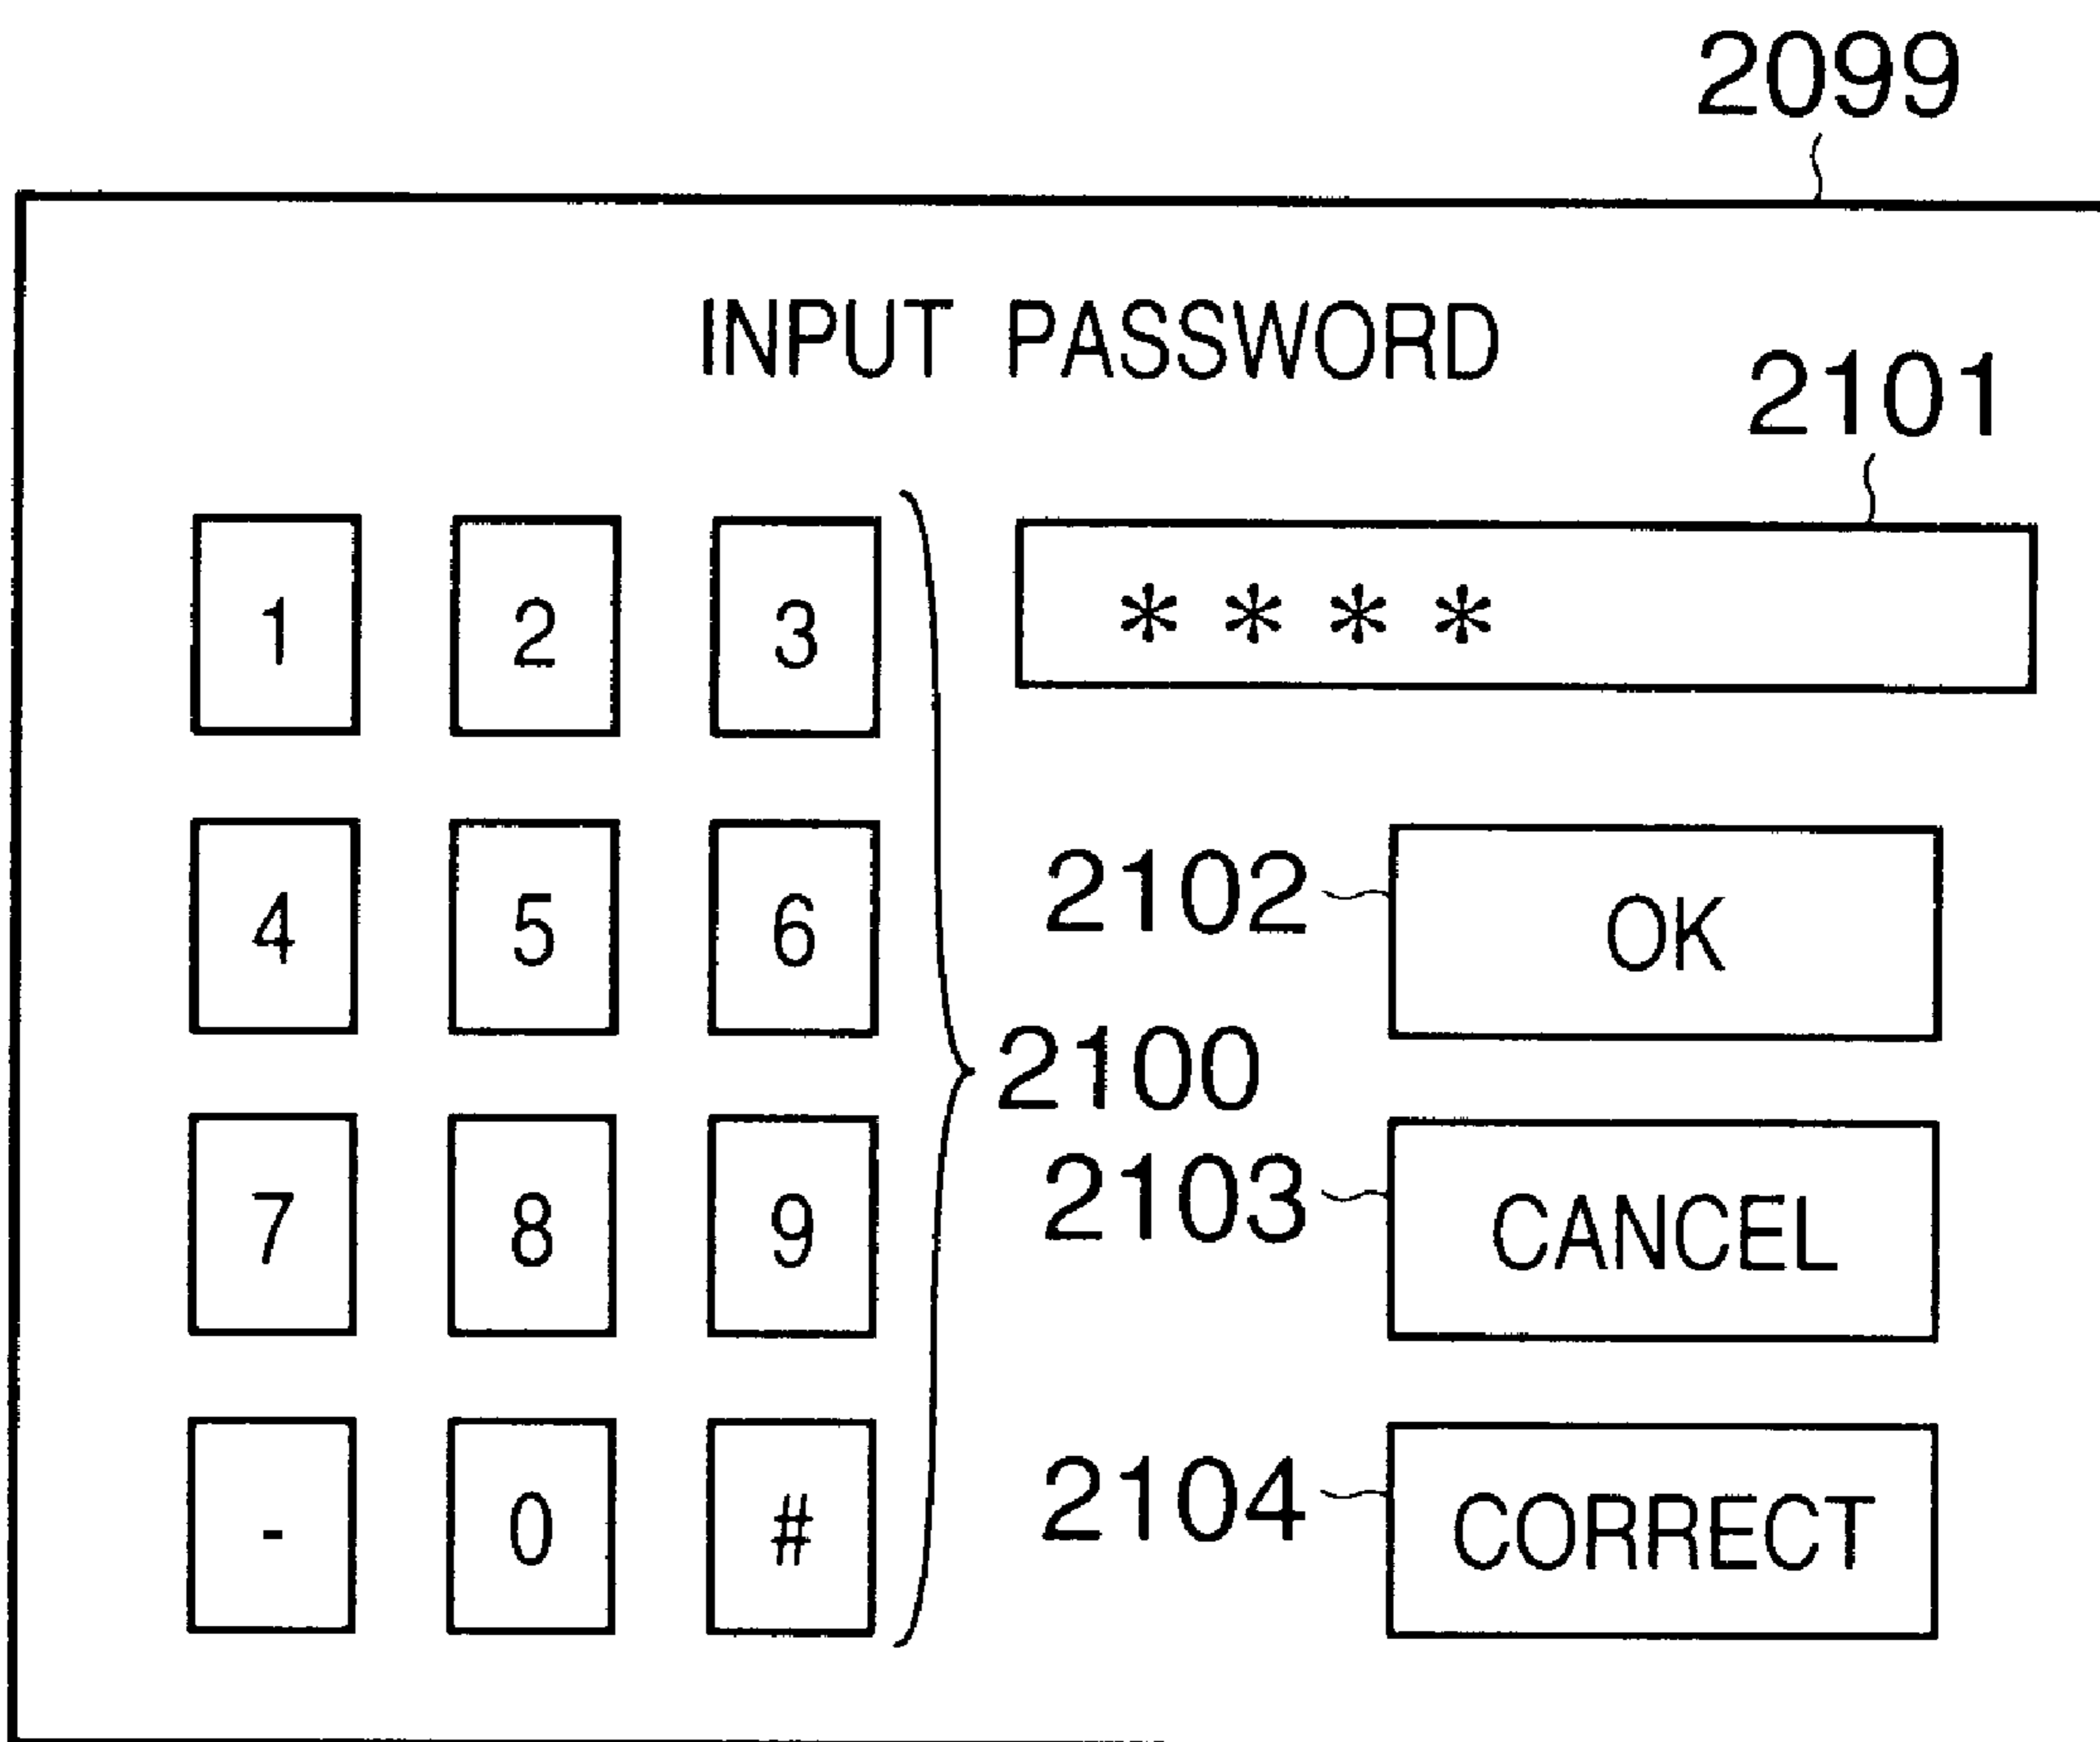 2099
INPUT PASSWORD
2101
1 2 3
* * * *
4 5 6
2102
OK
2100
7 8 9
2103
CANCEL
- 0 #
2104
CORRECT